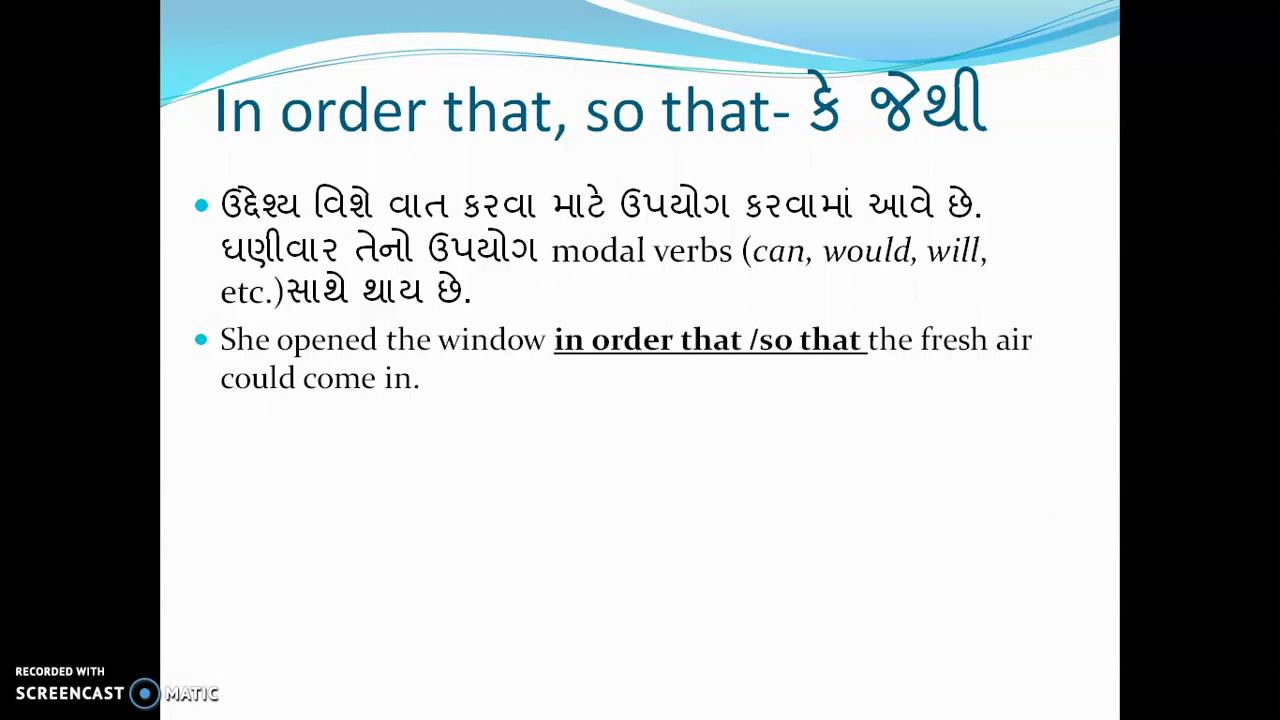 In order that, so that- કે જેથી
• ઉદ્દેશ્ય વિશે વાત કરવા માટે ઉપયોગ કરવામાં આવે છે.
ઘણીવાર તેનો ઉપયોગ modal verbs (can, would, will,
etc.)સાથે થાય છે.
• She opened the window in order that /so that the fresh air
could come in.
RECORDED WITH
SCREENCAST MATIC